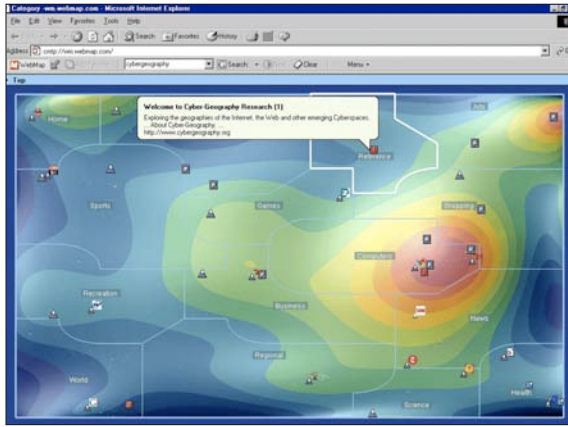 Category -wm.webmap.com- Microsoft Internet Explorer
File Edit View Favorites Tools Help
Search Favorites History
Address cmtp://wm.webmap.com/
WebMap cybergeography Search Clear Menu
Top
Welcome to Cyber-Geography Research (1)
Exploring the geographies of the Internet, the Web and other emerging Cyberspaces.
... About Cyber-Geography ...
http://www.cybergeography.org
Home
Arts
Reference
Sports
Games
Shopping
Computers
Recreation
Business
News
Regional
World
Science
Health